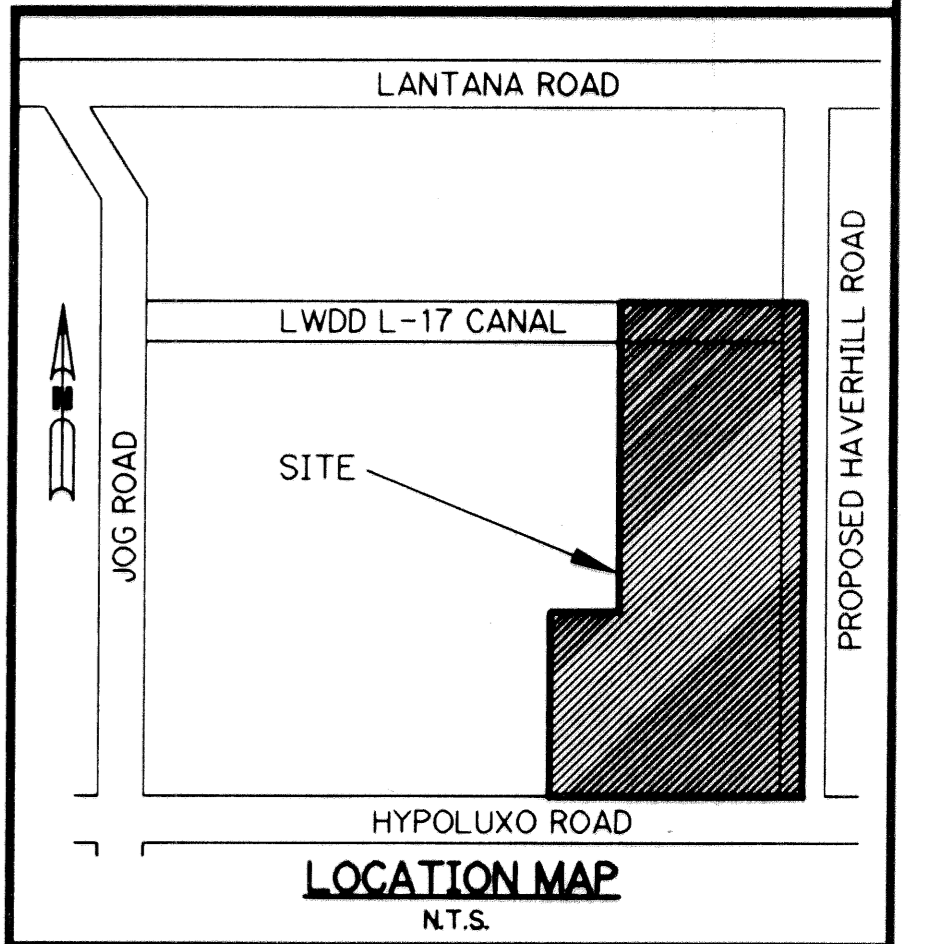 LANTANA ROAD
LWDD L-17 CANAL
N
SITE
JOG ROAD
PROPOSED HAVERHILL ROAD
HYPOLUXO ROAD
LOCATION MAP
N.T.S.